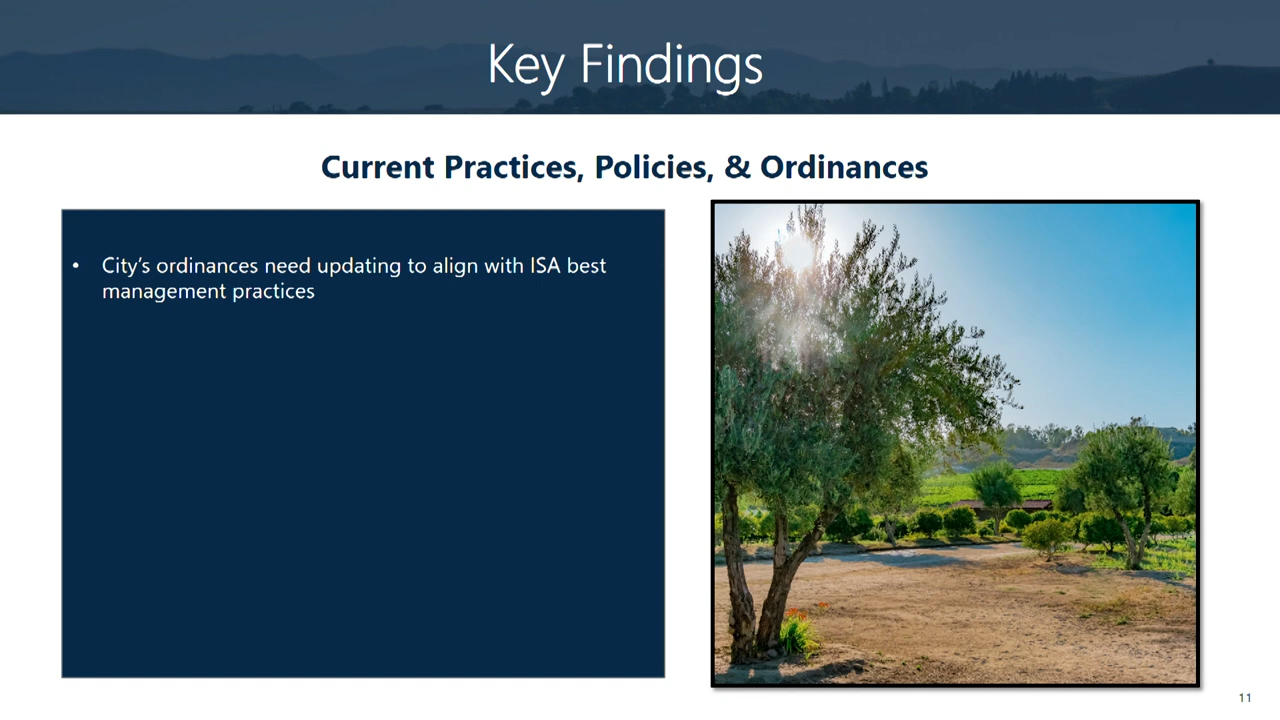 Key Findings
Current Practices, Policies, & Ordinances
• City’s ordinances need updating to align with ISA best
management practices
11